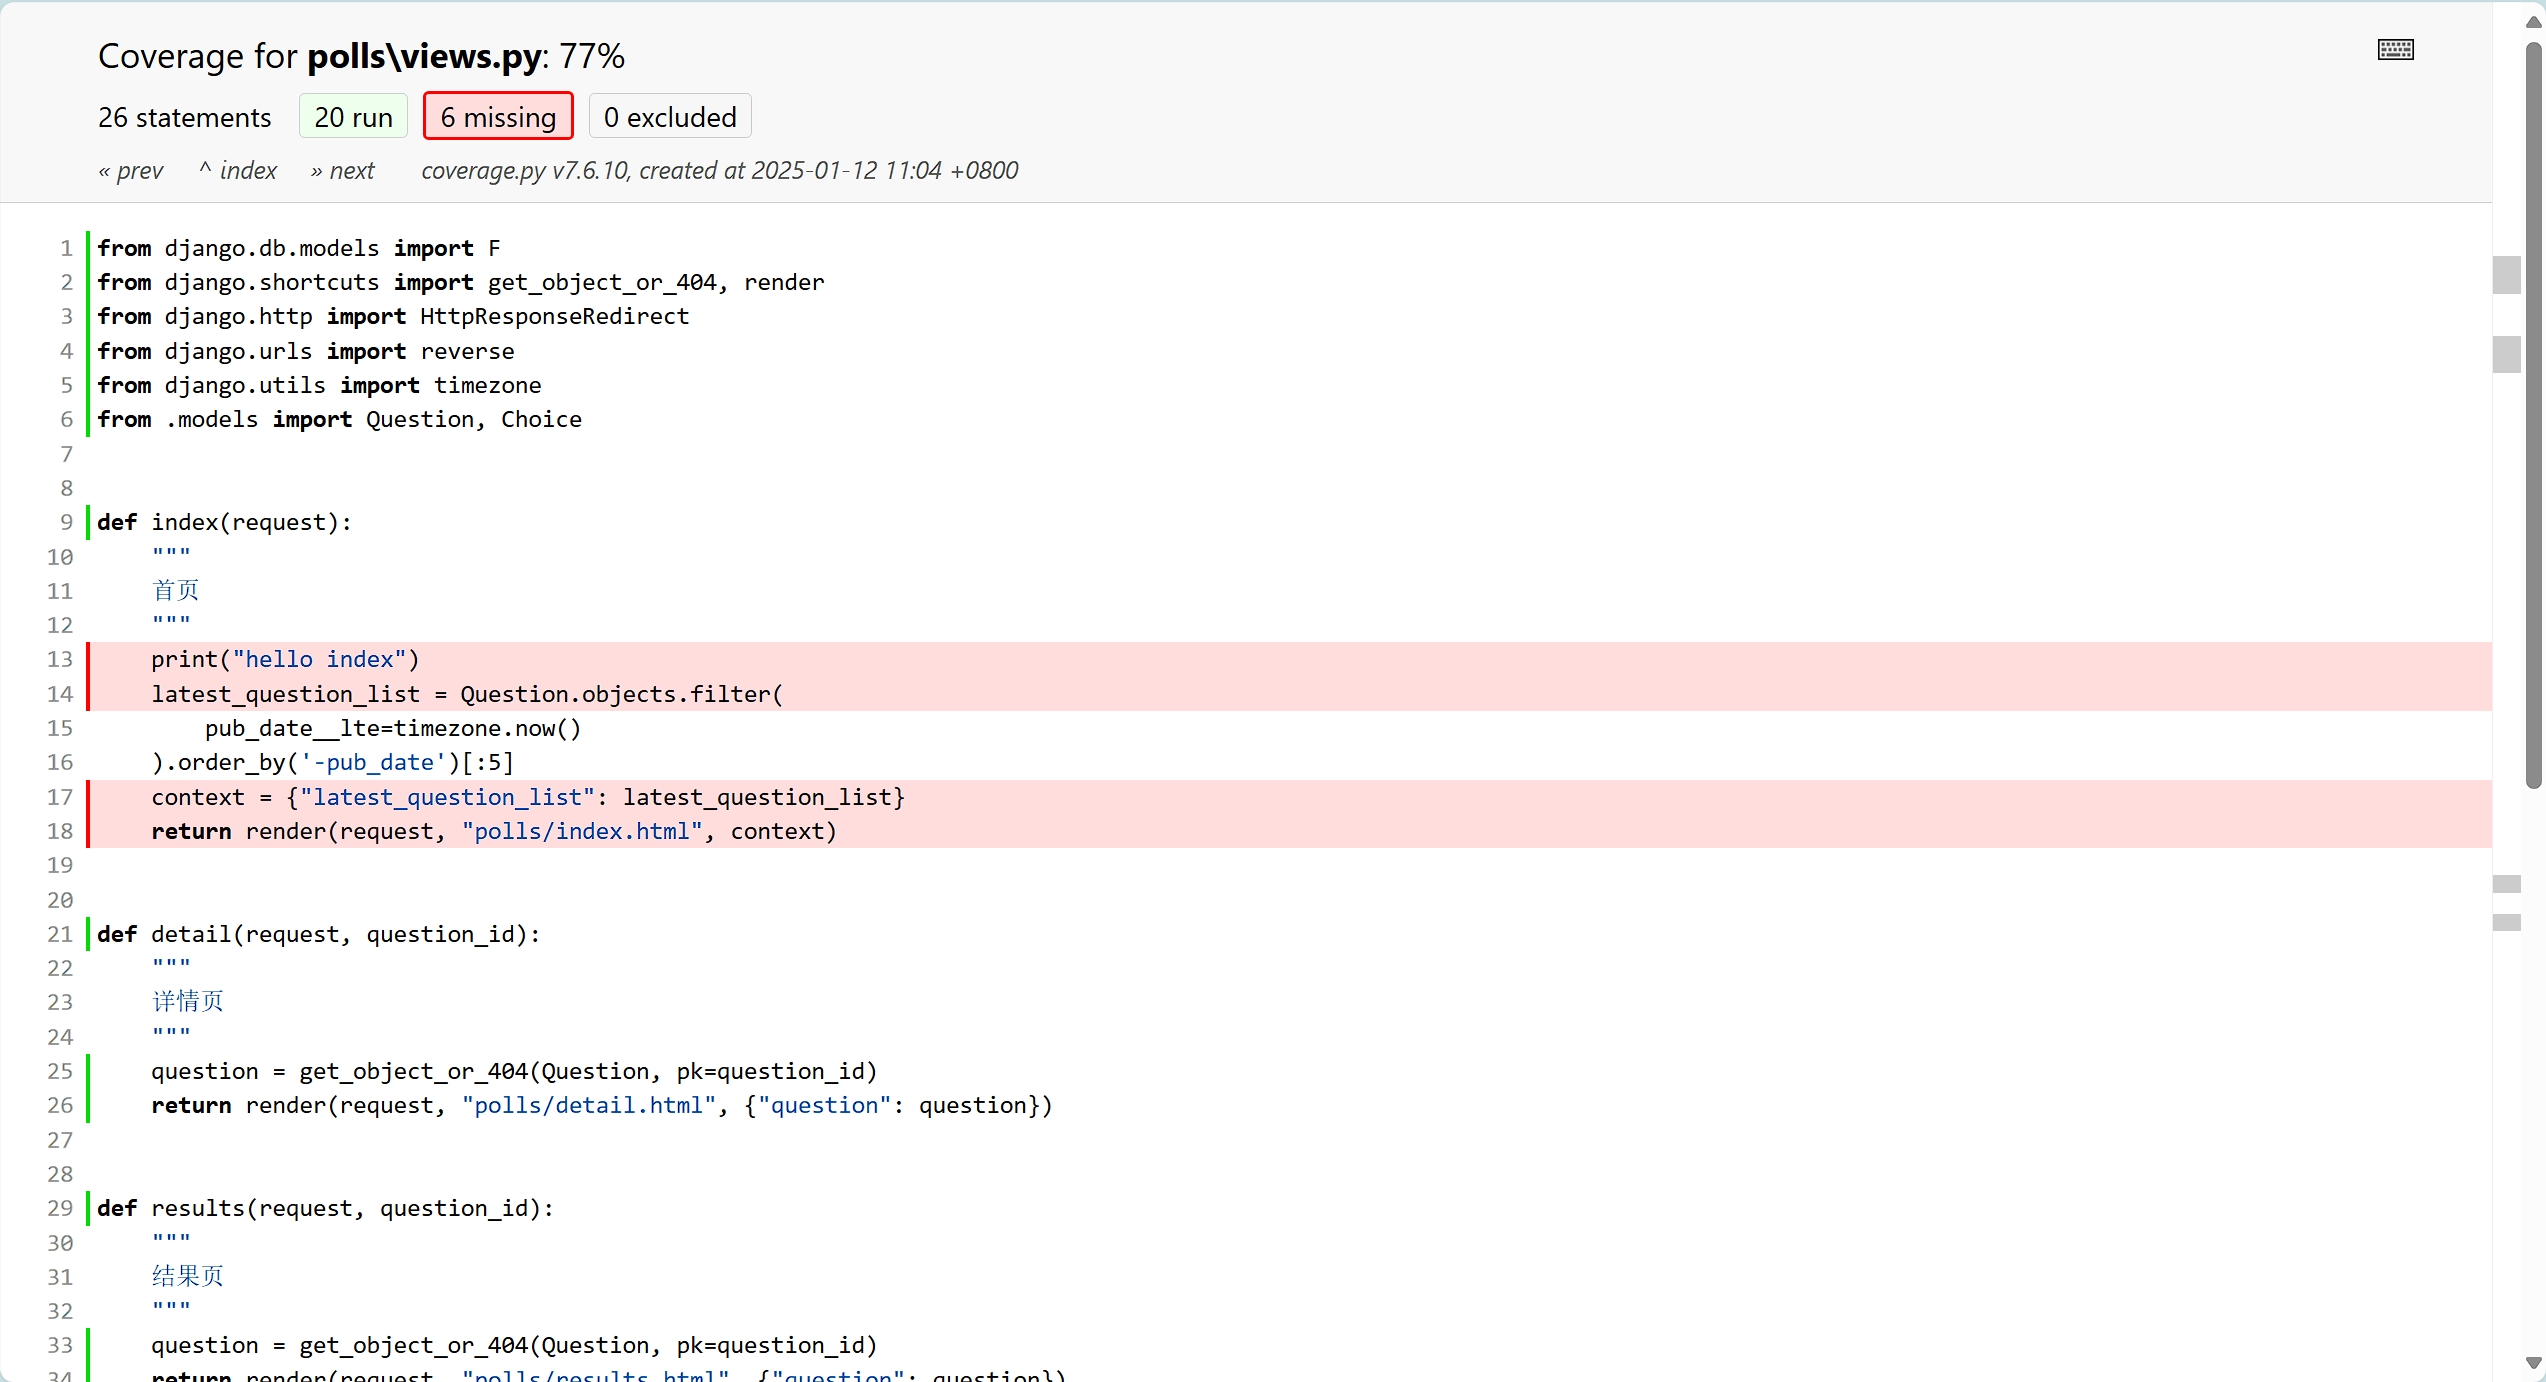 Coverage for polls\views.py: 77%
26 statements 20 run 6 missing 0 excluded
« prev ^ index » next coverage.py v7.6.10, created at 2025-01-12 11:04 +0800
1 from django.db.models import F
2 from django.shortcuts import get_object_or_404, render
3 from django.http import HttpResponseRedirect
4 from django.urls import reverse
5 from django.utils import timezone
6 from .models import Question, Choice
7
8
9 def index(request):
10 """
11 首页
12 """
13 print("hello index")
14 latest_question_list = Question.objects.filter(
15 pub_date__lte=timezone.now()
16 ).order_by('-pub_date')[:5]
17 context = {"latest_question_list": latest_question_list}
18 return render(request, "polls/index.html", context)
19
20
21 def detail(request, question_id):
22 """
23 详情页
24 """
25 question = get_object_or_404(Question, pk=question_id)
26 return render(request, "polls/detail.html", {"question": question})
27
28
29 def results(request, question_id):
30 """
31 结果页
32 """
33 question = get_object_or_404(Question, pk=question_id)
34 return render(request, "polls/results.html", {"question": question})